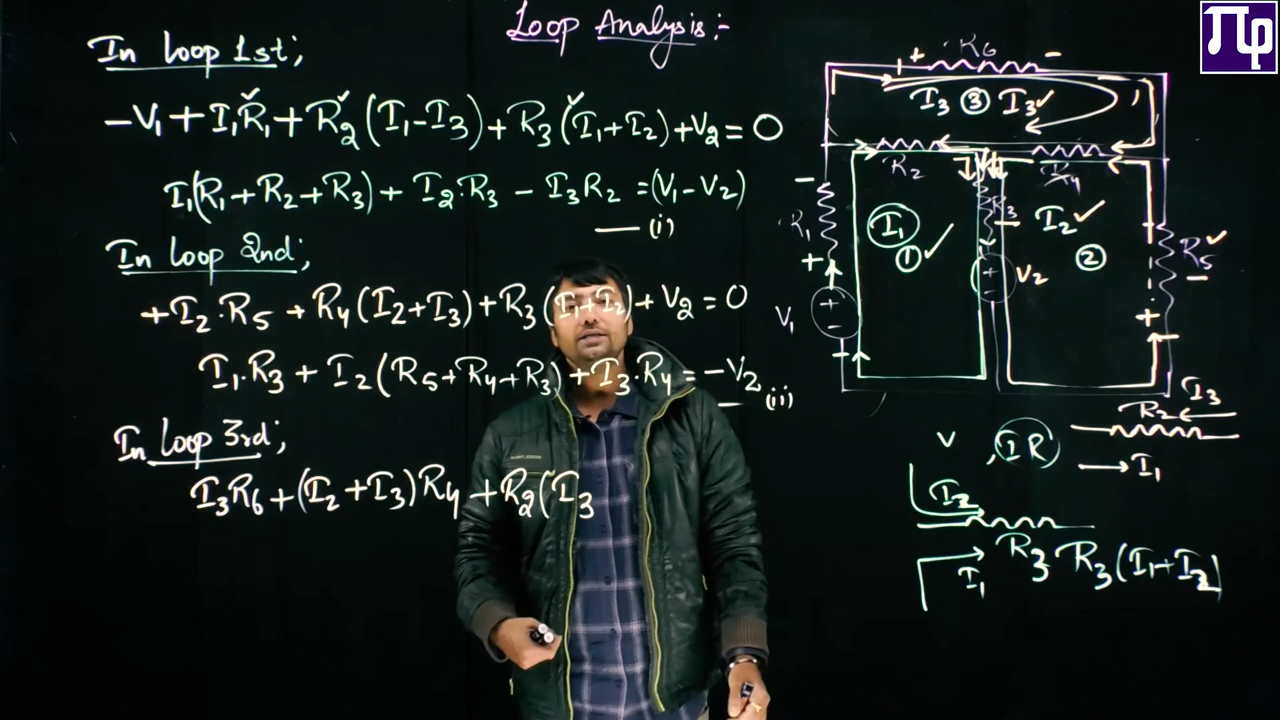 Loop Analysis:-
In loop 1st;
-V₁ + I₁R₁ + R₂(I₁-I₃) + R₃(I₁+I₂) + V₂ = 0
I₁(R₁+R₂+R₃) + I₂·R₃ - I₃R₂ = (V₁-V₂)
— (i)
In loop 2nd;
+I₂·R₅ + R₄(I₂+I₃) + R₃(I₁+I₂) + V₂ = 0
I₁·R₃ + I₂(R₅+R₄+R₃) + I₃·R₄ = -V₂
— (ii)
In loop 3rd;
I₃R₆ + (I₂+I₃)R₄ + R₂(I₃
πφ
+ R₆ -
I₃ ③ I₃✓
R₂ R₄
- R₁ +
I₁ ① ✓
R₃
I₂ ✓ ②
R₅ ✓
- +
V₁ + -
+ V₂
I₃
R₂
I₁
V , IR
I₂
R₃ R₃(I₁+I₂)
I₁